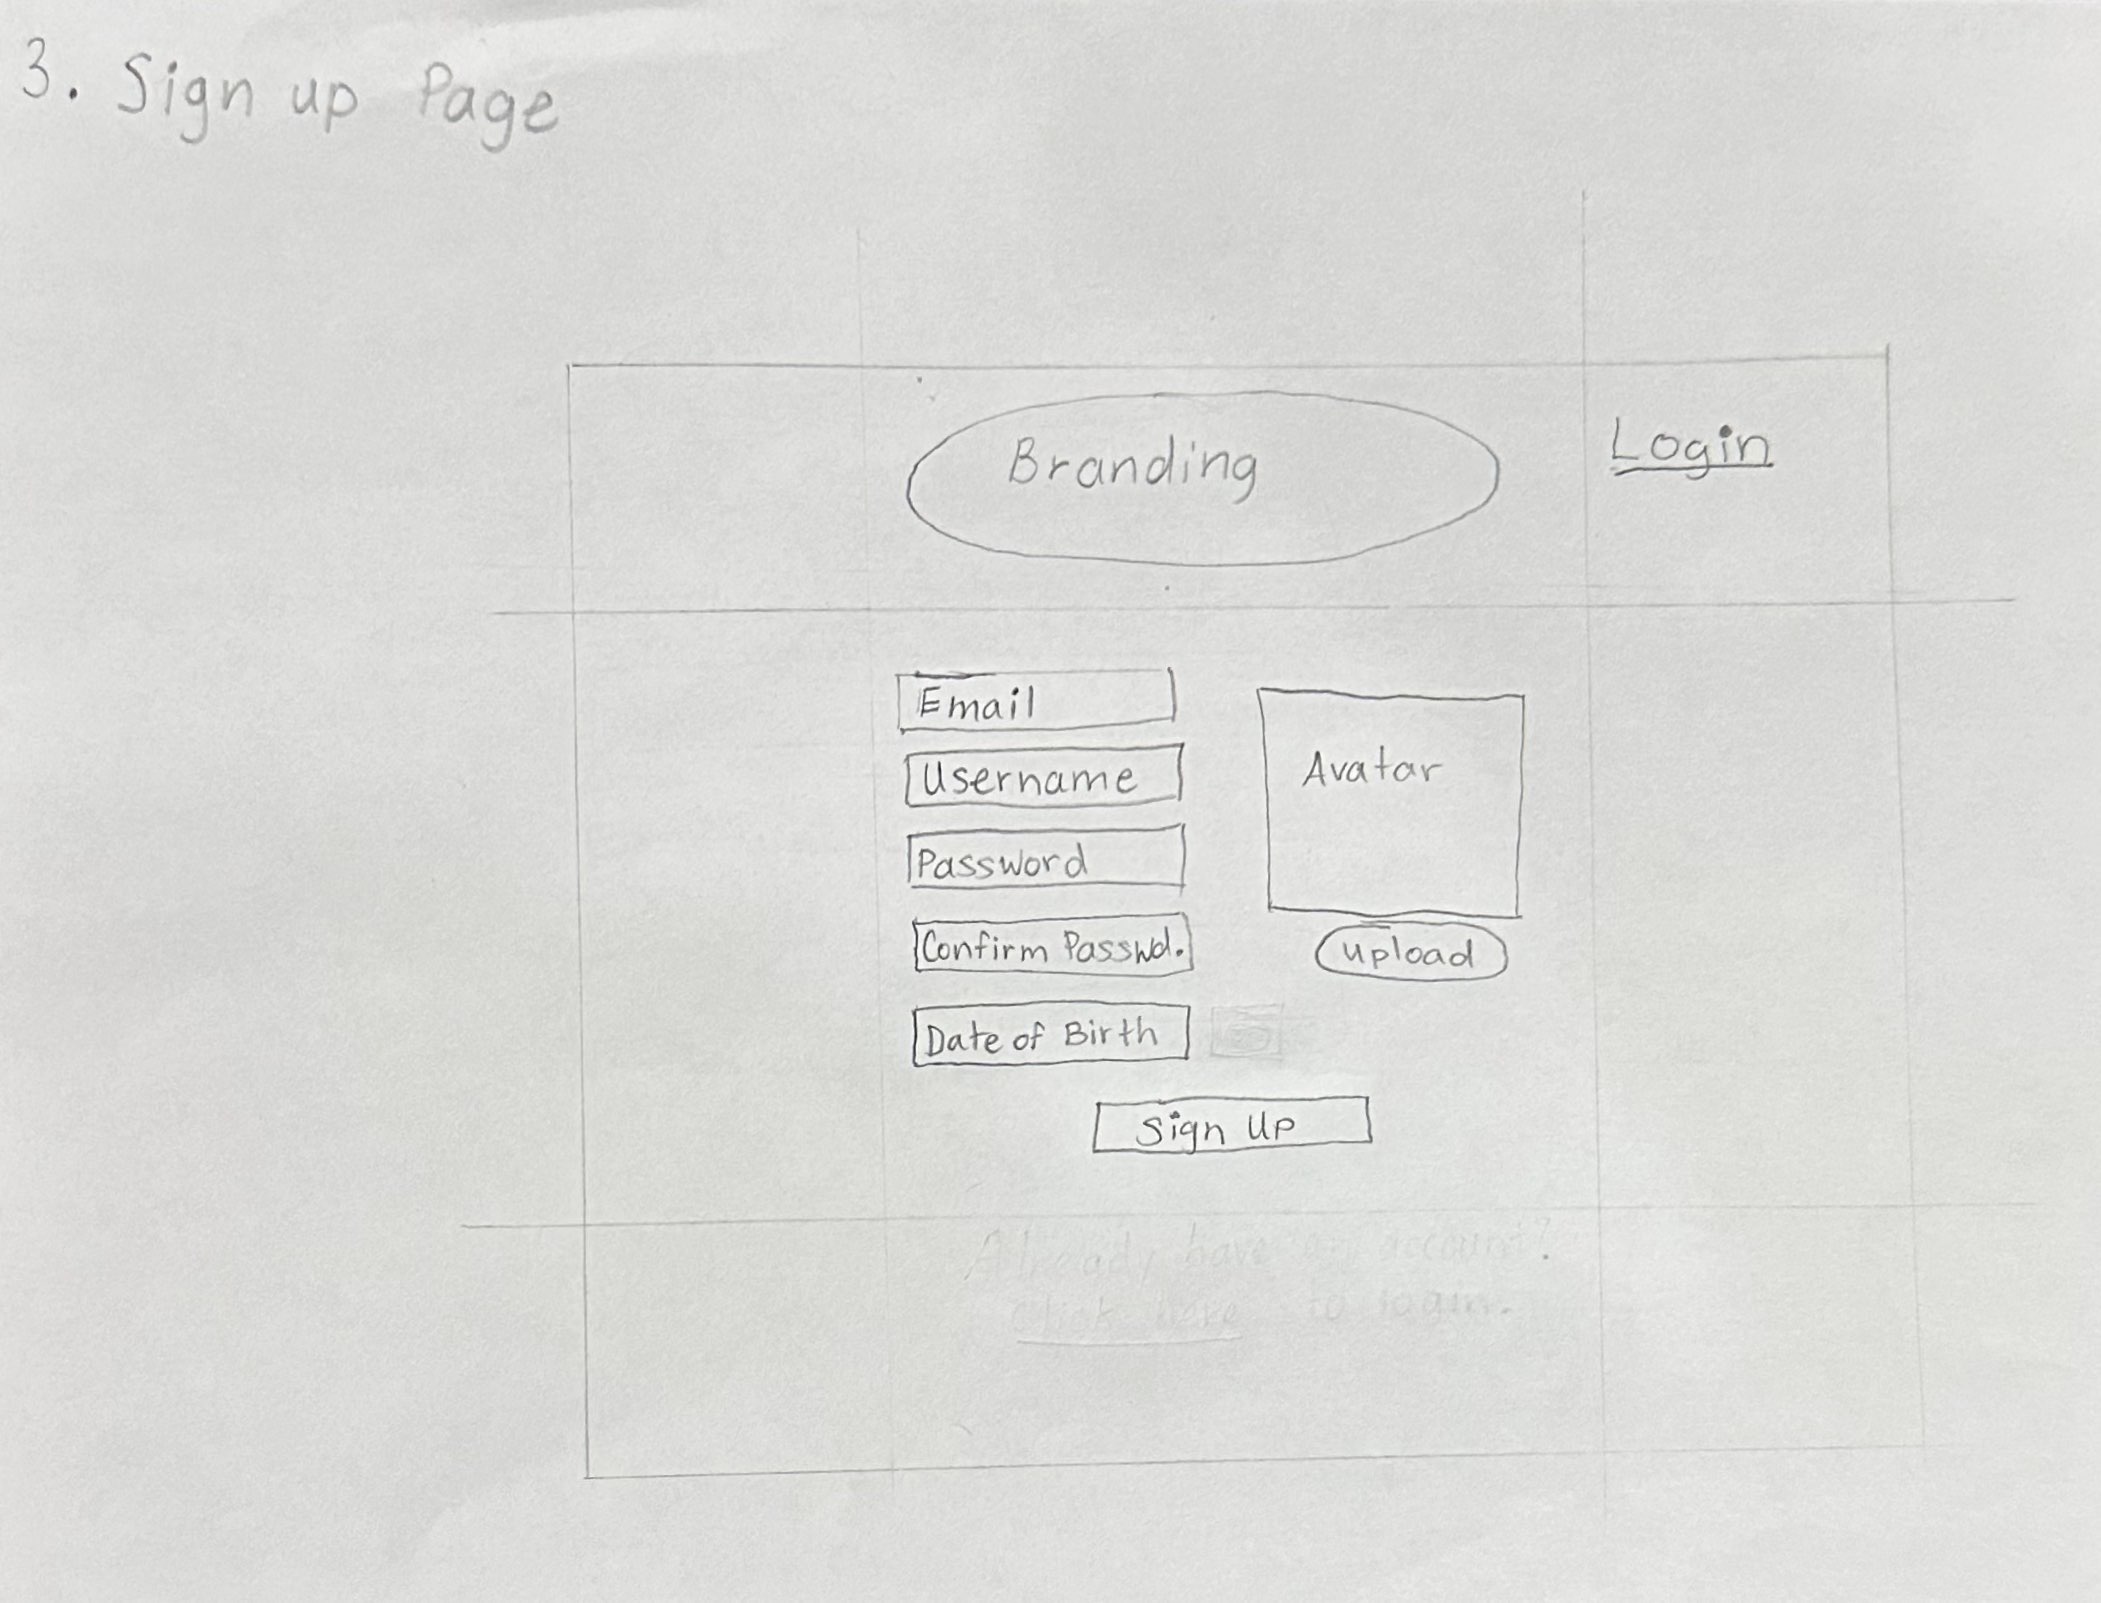 3. Sign up Page
Branding
Login
Email
Username
Password
Confirm Passwd.
Date of Birth
Avatar
upload
Sign Up
Already have an account?
Click here to login.